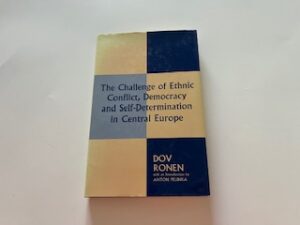 The Challenge of Ethnic
Conflict, Democracy
and Self-Determination
in Central Europe
DOV
RONEN
with an Introduction by
ANTON PELINKA